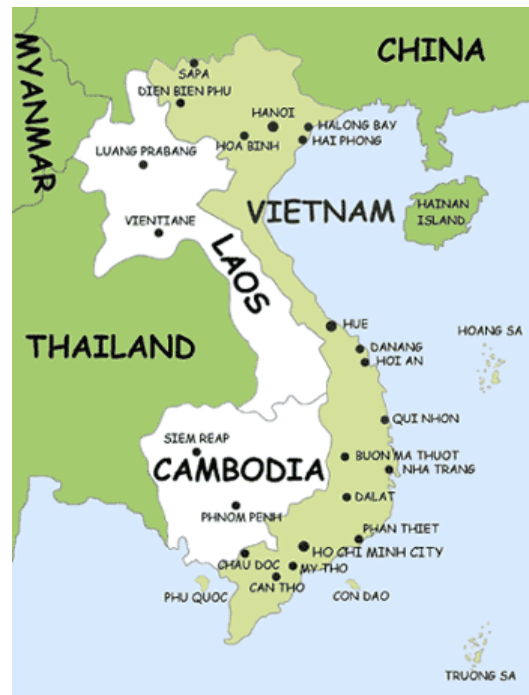 CHINA
MYANMAR
SAPA
DIEN BIEN PHU
HANOI
HALONG BAY
HAI PHONG
HOA BINH
LUANG PRABANG
VIETNAM
HAINAN
ISLAND
VIENTIANE
LAOS
HUE
HOANG SA
THAILAND
DANANG
HOI AN
QUI NHON
SIEM REAP
BUON MA THUOT
CAMBODIA
NHA TRANG
DALAT
PHNOM PENH
PHAN THIET
HO CHI MINH CITY
CHAU DOC
MY THO
CAN THO
PHU QUOC
CON DAO
TRUONG SA